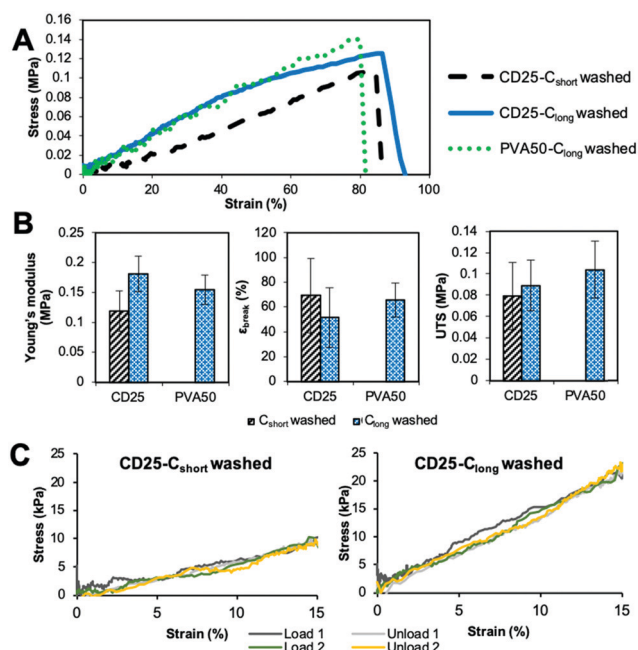 A
Stress (MPa)
0.16
0.14
0.12
0.10
0.08
0.06
0.04
0.02
0
0 20 40 60 80 100
Strain (%)
CD25-Cshort washed
CD25-Clong washed
PVA50-Clong washed
B
Young's modulus
(MPa)
0.25
0.2
0.15
0.1
0.05
0
CD25 PVA50
εbreak
(%)
120
100
80
60
40
20
0
CD25 PVA50
UTS (MPa)
0.14
0.12
0.1
0.08
0.06
0.04
0.02
0
CD25 PVA50
Cshort washed Clong washed
C
CD25-Cshort washed
Stress (kPa)
25
20
15
10
5
0
0 5 10 15
Strain (%)
CD25-Clong washed
Stress (kPa)
25
20
15
10
5
0
0 5 10 15
Strain (%)
Load 1 Unload 1
Load 2 Unload 2